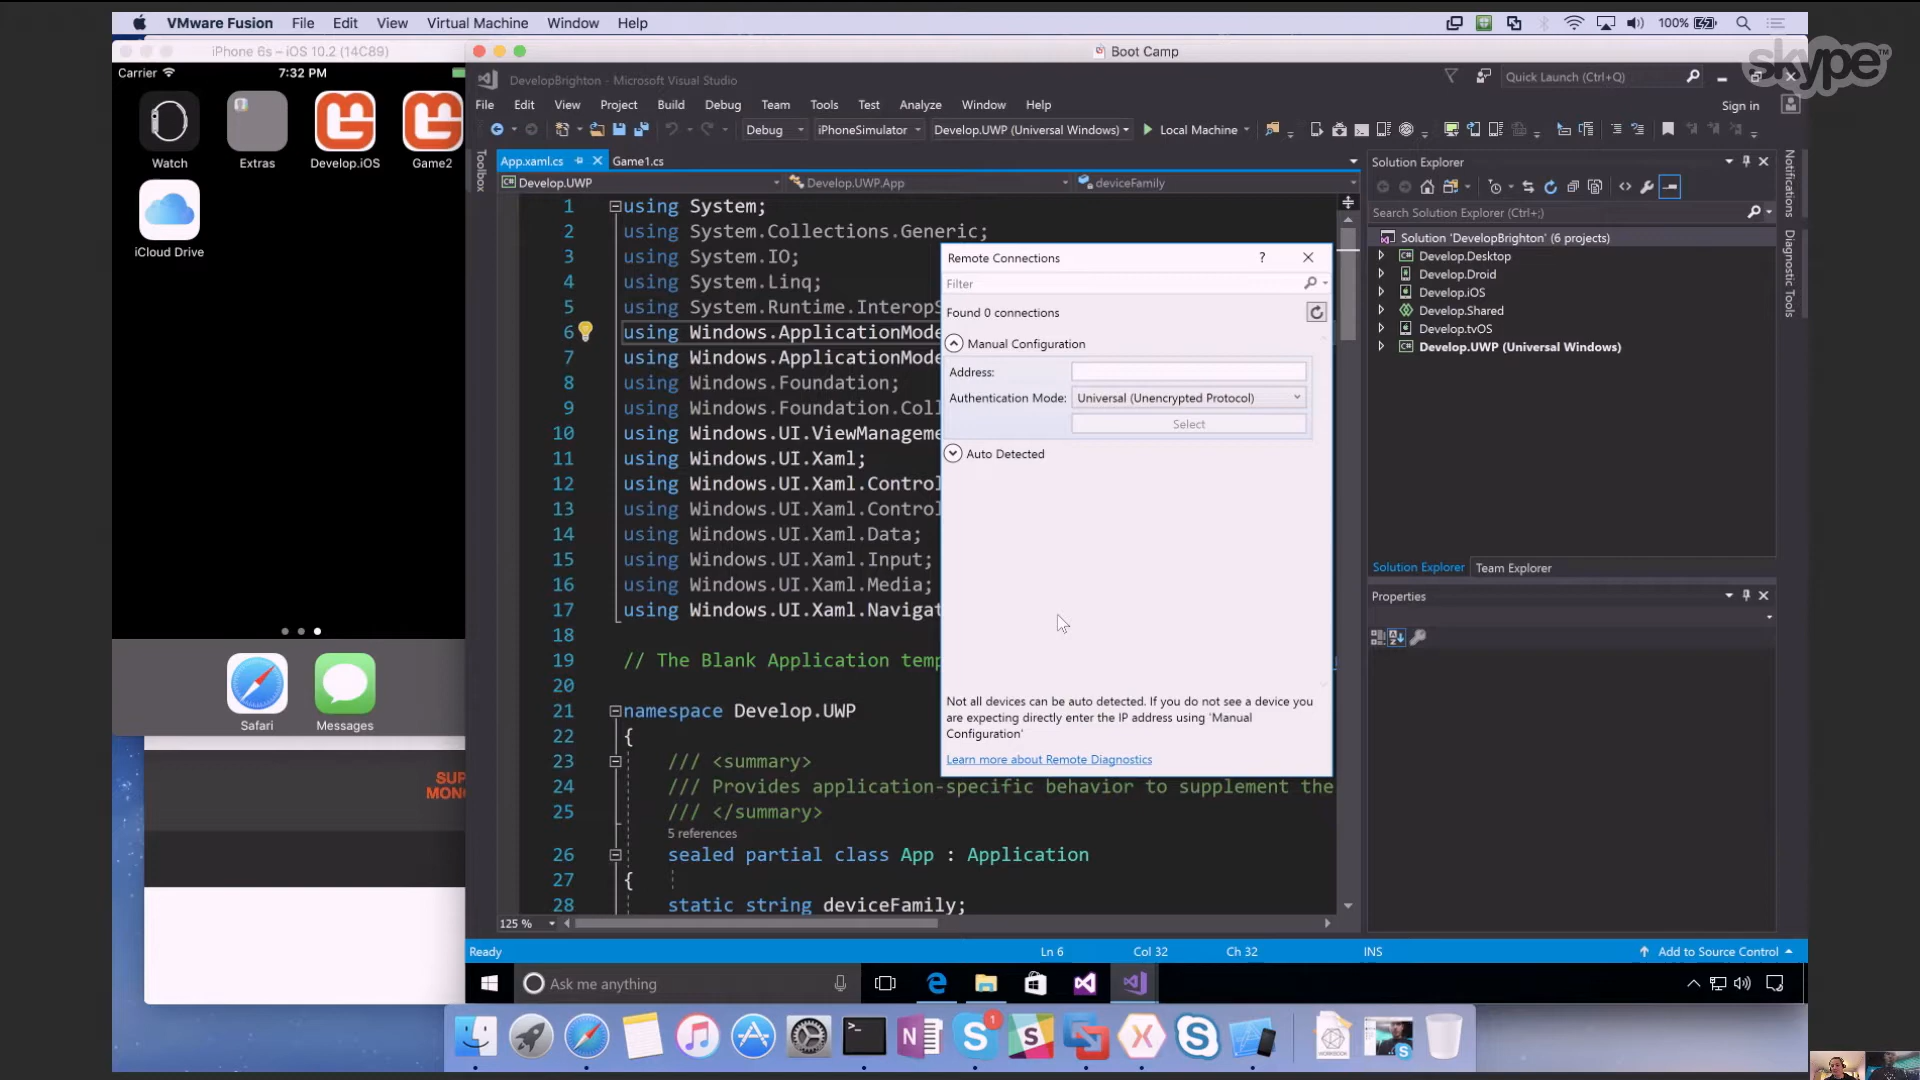 VMware Fusion File Edit View Virtual Machine Window Help
100%
skype™
iPhone 6s – iOS 10.2 (14C89)
Carrier 7:32 PM
Watch Extras Develop.iOS Game2
iCloud Drive
Safari Messages
SUP
MONO
Boot Camp
DevelopBrighton - Microsoft Visual Studio
Quick Launch (Ctrl+Q)
File Edit View Project Build Debug Team Tools Test Analyze Window Help
Sign in
Debug iPhoneSimulator Develop.UWP (Universal Windows) Local Machine
Toolbox
App.xaml.cs Game1.cs
Develop.UWP Develop.UWP.App deviceFamily
1 using System;
2 using System.Collections.Generic;
3 using System.IO;
4 using System.Linq;
5 using System.Runtime.InteropS
6 using Windows.ApplicationMode
7 using Windows.ApplicationMode
8 using Windows.Foundation;
9 using Windows.Foundation.Coll
10 using Windows.UI.ViewManageme
11 using Windows.UI.Xaml;
12 using Windows.UI.Xaml.Control
13 using Windows.UI.Xaml.Control
14 using Windows.UI.Xaml.Data;
15 using Windows.UI.Xaml.Input;
16 using Windows.UI.Xaml.Media;
17 using Windows.UI.Xaml.Navigat
18
19 // The Blank Application temp
20
21 namespace Develop.UWP
22 {
23 /// <summary>
24 /// Provides application-specific behavior to supplement the
25 /// </summary>
5 references
26 sealed partial class App : Application
27 {
28 static string deviceFamily;
125 %
Remote Connections ?
Filter
Found 0 connections
Manual Configuration
Address:
Authentication Mode: Universal (Unencrypted Protocol)
Select
Auto Detected
Not all devices can be auto detected. If you do not see a device you
are expecting directly enter the IP address using 'Manual
Configuration'
Learn more about Remote Diagnostics
Solution Explorer
Search Solution Explorer (Ctrl+;)
Solution 'DevelopBrighton' (6 projects)
Develop.Desktop
Develop.Droid
Develop.iOS
Develop.Shared
Develop.tvOS
Develop.UWP (Universal Windows)
Solution Explorer Team Explorer
Properties
Notifications
Diagnostic Tools
Ready Ln 6 Col 32 Ch 32 INS Add to Source Control
Ask me anything
1
WORKBOOK